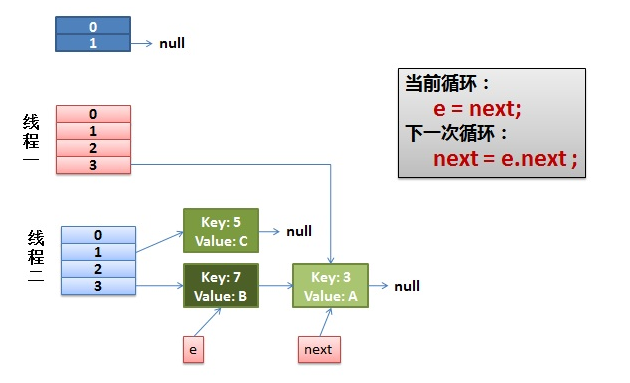 0
1
null
线程一
0
1
2
3
当前循环：
e = next;
下一次循环：
next = e.next ;
线程二
0
1
2
3
Key: 5
Value: C
null
Key: 7
Value: B
Key: 3
Value: A
null
e
next